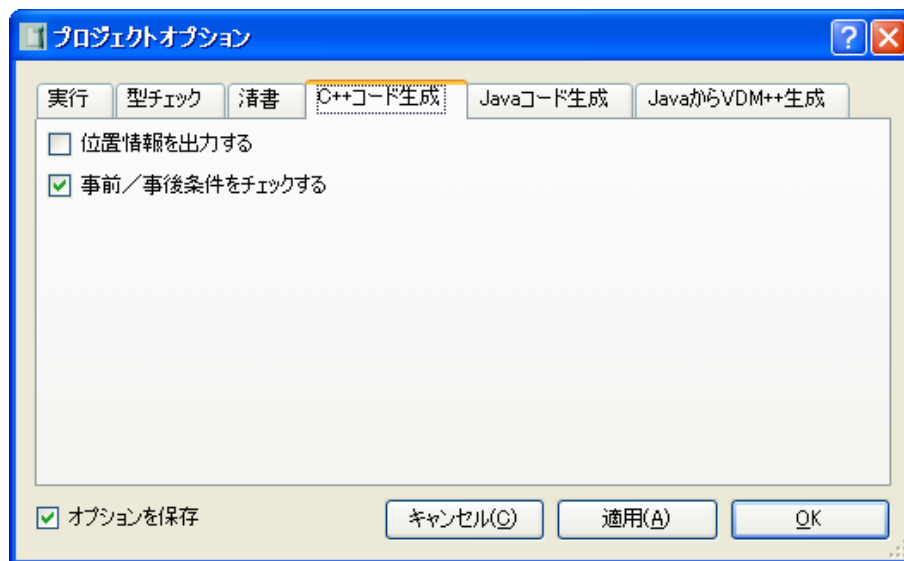 プロジェクトオプション
実行 型チェック 清書 C++コード生成 Javaコード生成 JavaからVDM++生成
位置情報を出力する
事前／事後条件をチェックする
オプションを保存 キャンセル(C) 適用(A) OK